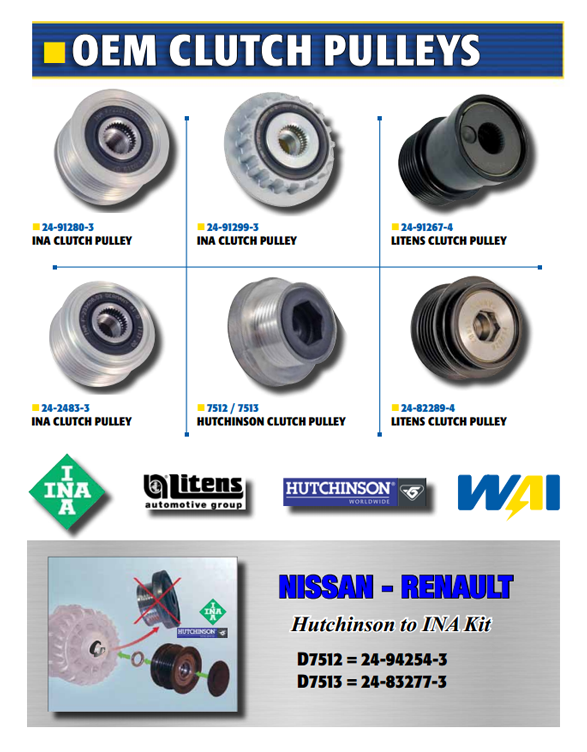 OEM CLUTCH PULLEYS
24-91280-3
INA CLUTCH PULLEY
24-91299-3
INA CLUTCH PULLEY
24-91267-4
LITENS CLUTCH PULLEY
24-2483-3
INA CLUTCH PULLEY
7512 / 7513
HUTCHINSON CLUTCH PULLEY
24-82289-4
LITENS CLUTCH PULLEY
INA
INA
Litens
automotive group
HUTCHINSON®
WORLDWIDE
WAI
NISSAN - RENAULT
Hutchinson to INA Kit
D7512 = 24-94254-3
D7513 = 24-83277-3
INA
INA
HUTCHINSON